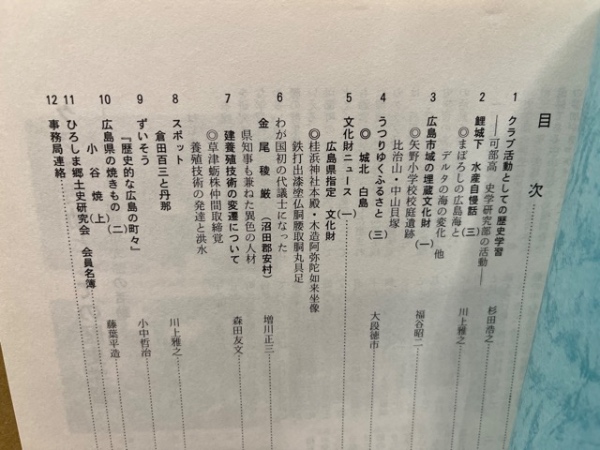 目次
1 クラブ活動としての歴史学習
――可部高 史学研究部の活動―― 杉田浩之
2 鯉城下 水産自慢話(三)
◎まぼろしの広島海と
デルタの海の変化 他 川上雅之
3 広島市域の埋蔵文化財(一)
◎矢野小学校校庭遺跡
比治山・中山貝塚 福谷昭二
4 うつりゆくふるさと(三)
◎城北 白島 大段徳市
5 文化財ニュース(一)
広島県指定 文化財
◎桂浜神社本殿・木造阿弥陀如来坐像
鉄打出漆塗仏胴腰取胴丸具足
6 わが国初の代議士になった
金尾稜厳(沼田郡安村) 増川正三
県知事も兼ねた異色の人材
7 建養殖技術の変遷について 森田友文
◎草津蛎株仲間取締覚
養殖技術の発達と洪水
8 スポット
倉田百三と丹那 川上雅之
9 ずいそう
『歴史的な広島の町々』 小中哲治
10 広島県の焼きもの(二)
小谷焼(上) 藤葉平造
11 ひろしま郷土史研究会 会員名簿
12 事務局連絡